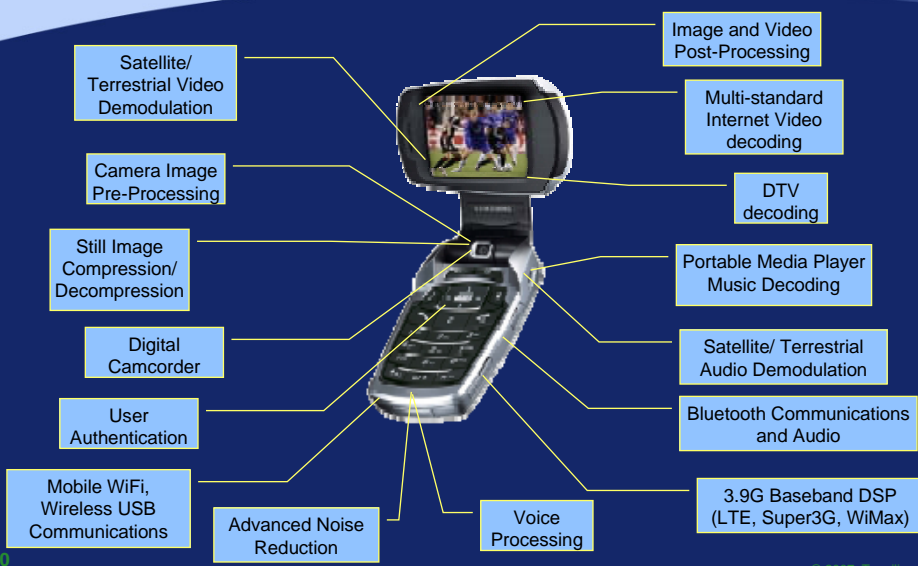 Image and Video
Post-Processing
Satellite/
Terrestrial Video
Demodulation
Multi-standard
Internet Video
decoding
Camera Image
Pre-Processing
DTV
decoding
SAMSUNG
Still Image
Compression/
Decompression
Portable Media Player
Music Decoding
Digital
Camcorder
Satellite/ Terrestrial
Audio Demodulation
User
Authentication
Bluetooth Communications
and Audio
Mobile WiFi,
Wireless USB
Communications
Advanced Noise
Reduction
Voice
Processing
3.9G Baseband DSP
(LTE, Super3G, WiMax)